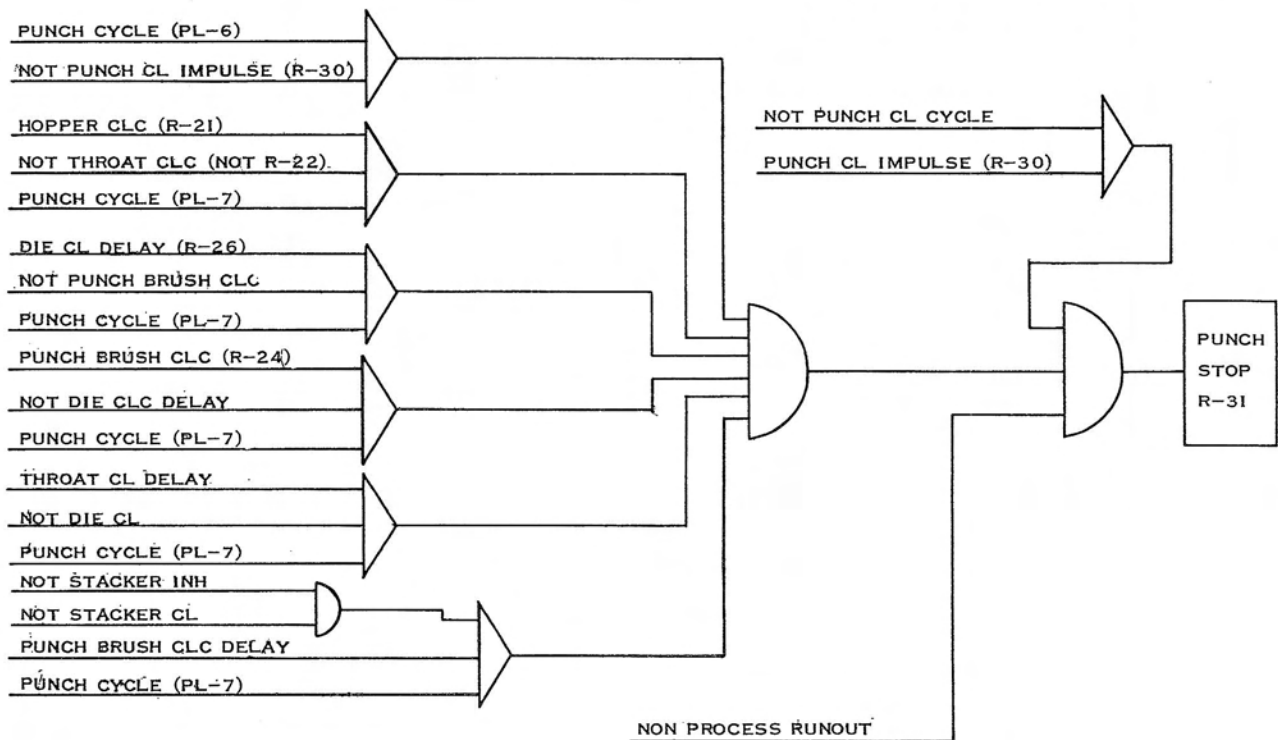 PUNCH CYCLE (PL-6)
NOT PUNCH CL IMPULSE (R-30)
HOPPER CLC (R-21)
NOT THROAT CLC (NOT R-22)
PUNCH CYCLE (PL-7)
DIE CL DELAY (R-26)
NOT PUNCH BRUSH CLC
PUNCH CYCLE (PL-7)
PUNCH BRUSH CLC (R-24)
NOT DIE CLC DELAY
PUNCH CYCLE (PL-7)
THROAT CL DELAY
NOT DIE CL
PUNCH CYCLE (PL-7)
NOT STACKER INH
NOT STACKER CL
PUNCH BRUSH CLC DELAY
PUNCH CYCLE (PL-7)
NOT PUNCH CL CYCLE
PUNCH CL IMPULSE (R-30)
PUNCH
STOP
R-31
NON PROCESS RUNOUT